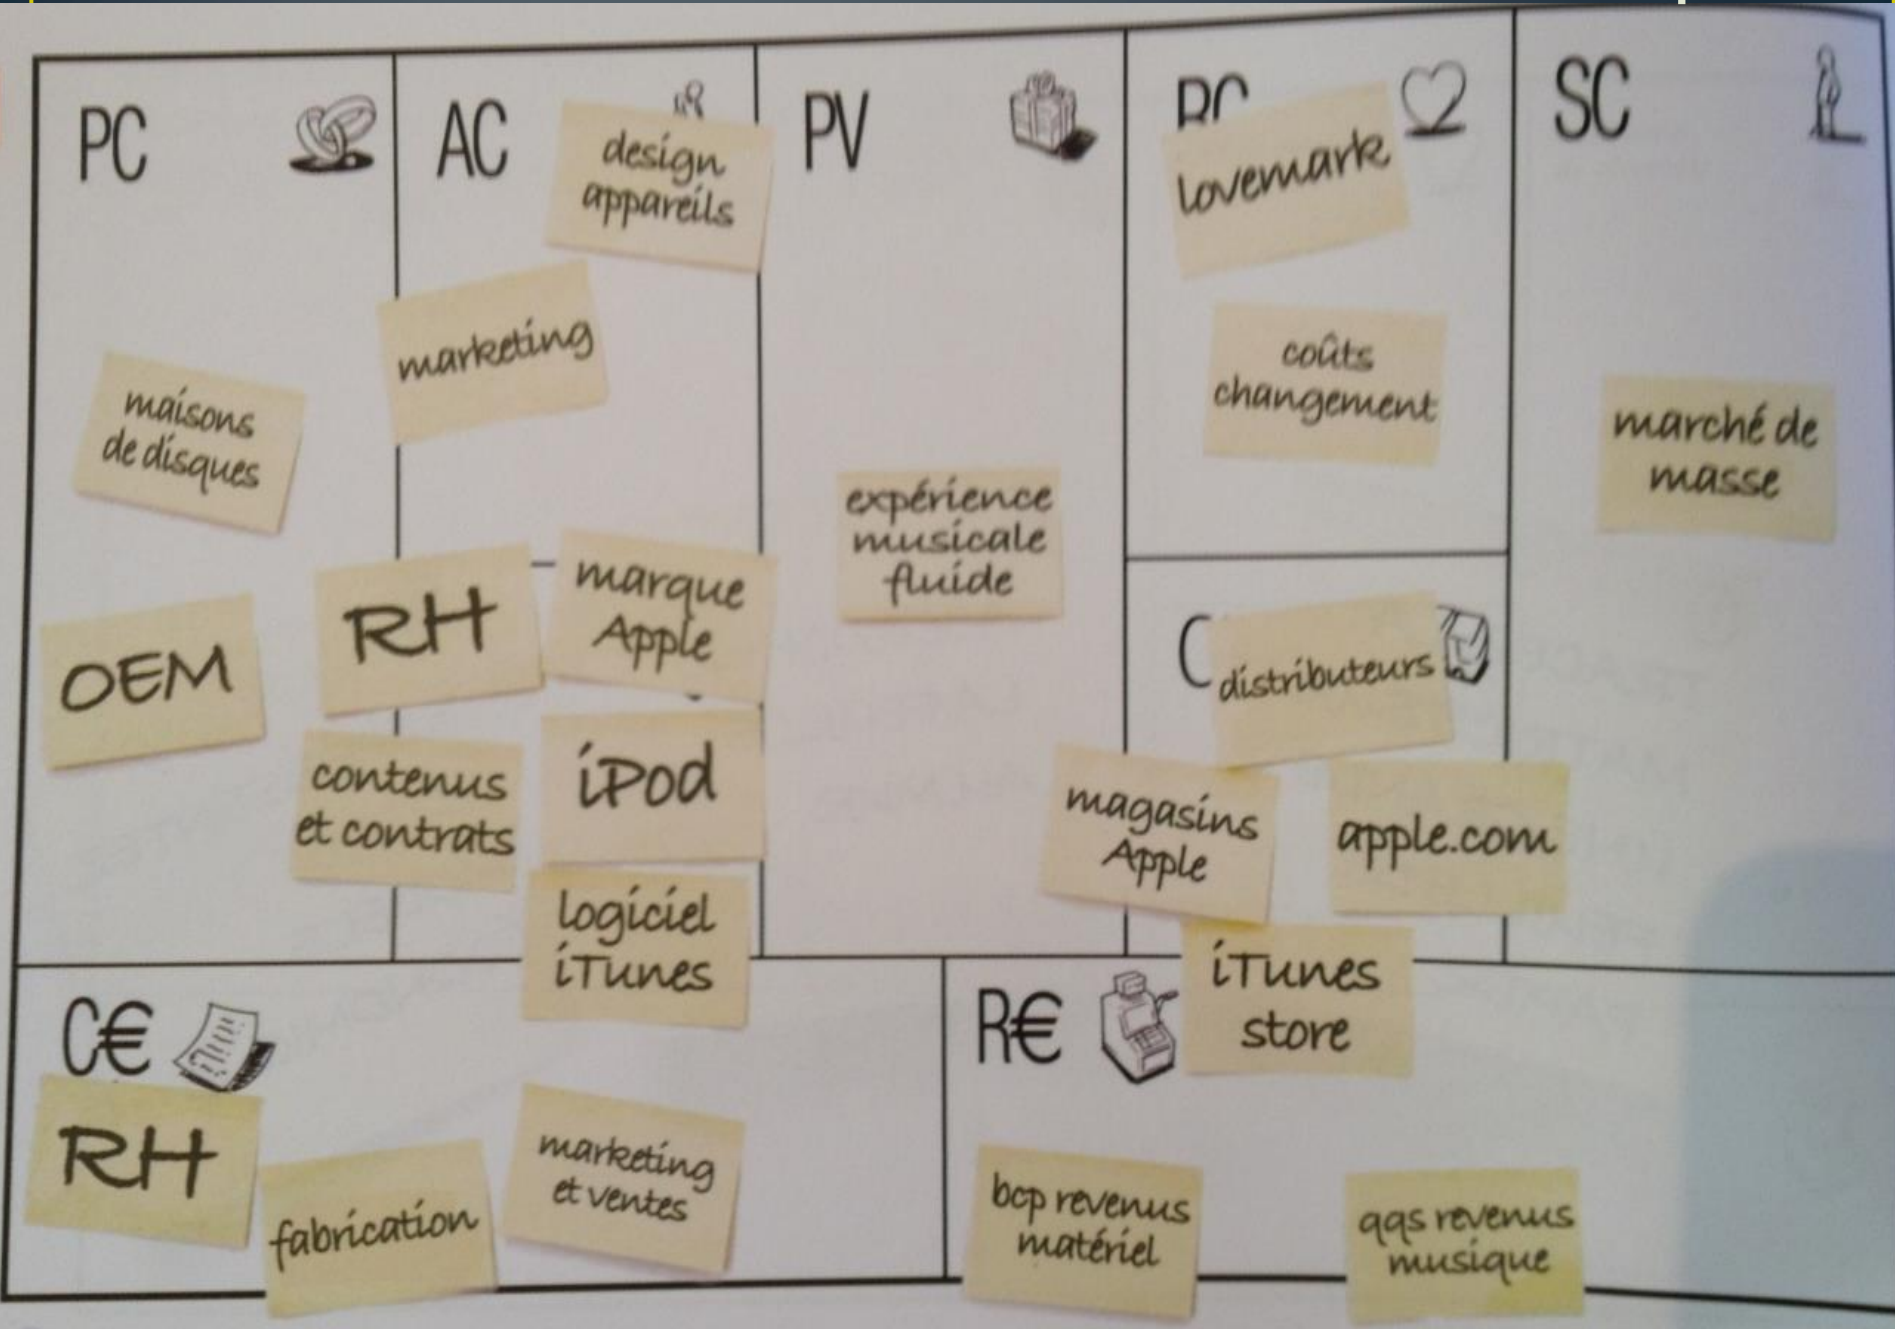 PC
maisons
de disques
OEM
AC
design
appareils
marketing
RH
marque
Apple
contenus
et contrats
iPod
logiciel
iTunes
PV
expérience
musicale
fluide
lovemark
coûts
changement
C
distributeurs
magasins
Apple
apple.com
iTunes
store
SC
marché de
masse
C€
RH
fabrication
marketing
et ventes
R€
bcp revenus
matériel
qqs revenus
musique